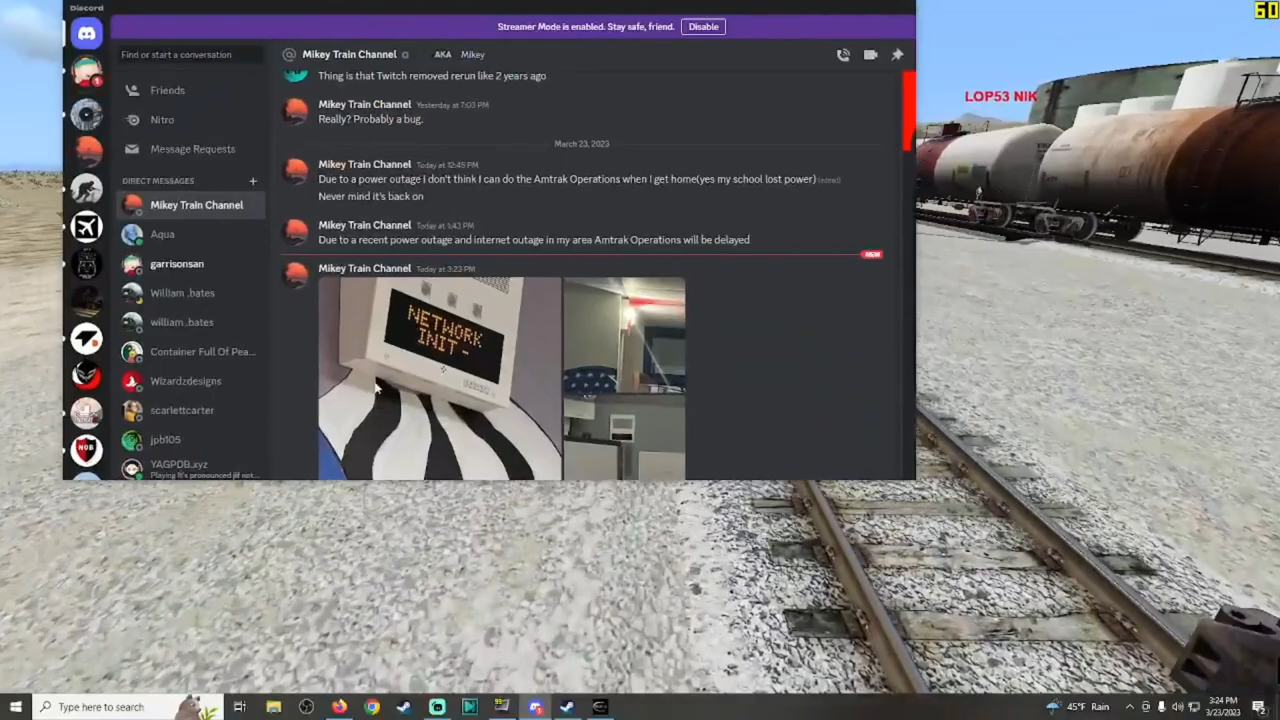 Discord
60
Streamer Mode is enabled. Stay safe, friend. Disable
Find or start a conversation
Mikey Train Channel AKA Mikey
Thing is that Twitch removed rerun like 2 years ago
Friends
Nitro
Message Requests
DIRECT MESSAGES +
Mikey Train Channel
Aqua
garrisonsan
William .bates
william .bates
Container Full Of Pea...
Wizardzdesigns
scarlettcarter
jpb105
YAGPDB.xyz
Playing It's pronounced jif not...
NOB
Mikey Train Channel Yesterday at 7:03 PM
Really? Probably a bug.
March 23, 2023
Mikey Train Channel Today at 12:45 PM
Due to a power outage i don't think I can do the Amtrak Operations when I get home(yes my school lost power) (edited)
Never mind it's back on
Mikey Train Channel Today at 1:43 PM
Due to a recent power outage and internet outage in my area Amtrak Operations will be delayed
NEW
Mikey Train Channel Today at 3:23 PM
NETWORK
INIT -
LOP53 NIK
Type here to search
45°F Rain
3:24 PM
3/23/2023